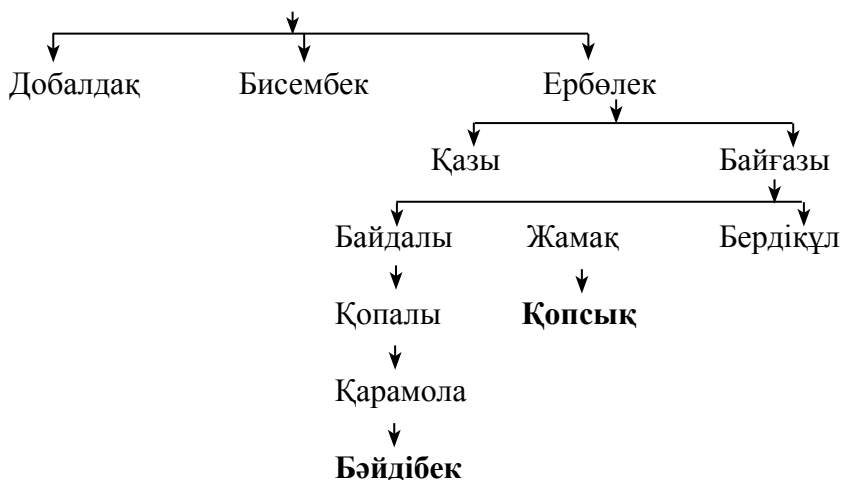 Добалдақ Бисембек Ербөлек
Қазы Байғазы
Байдалы Жамақ Бердіқұл
Қопалы Қопсық
Қарамола
Бәйдібек